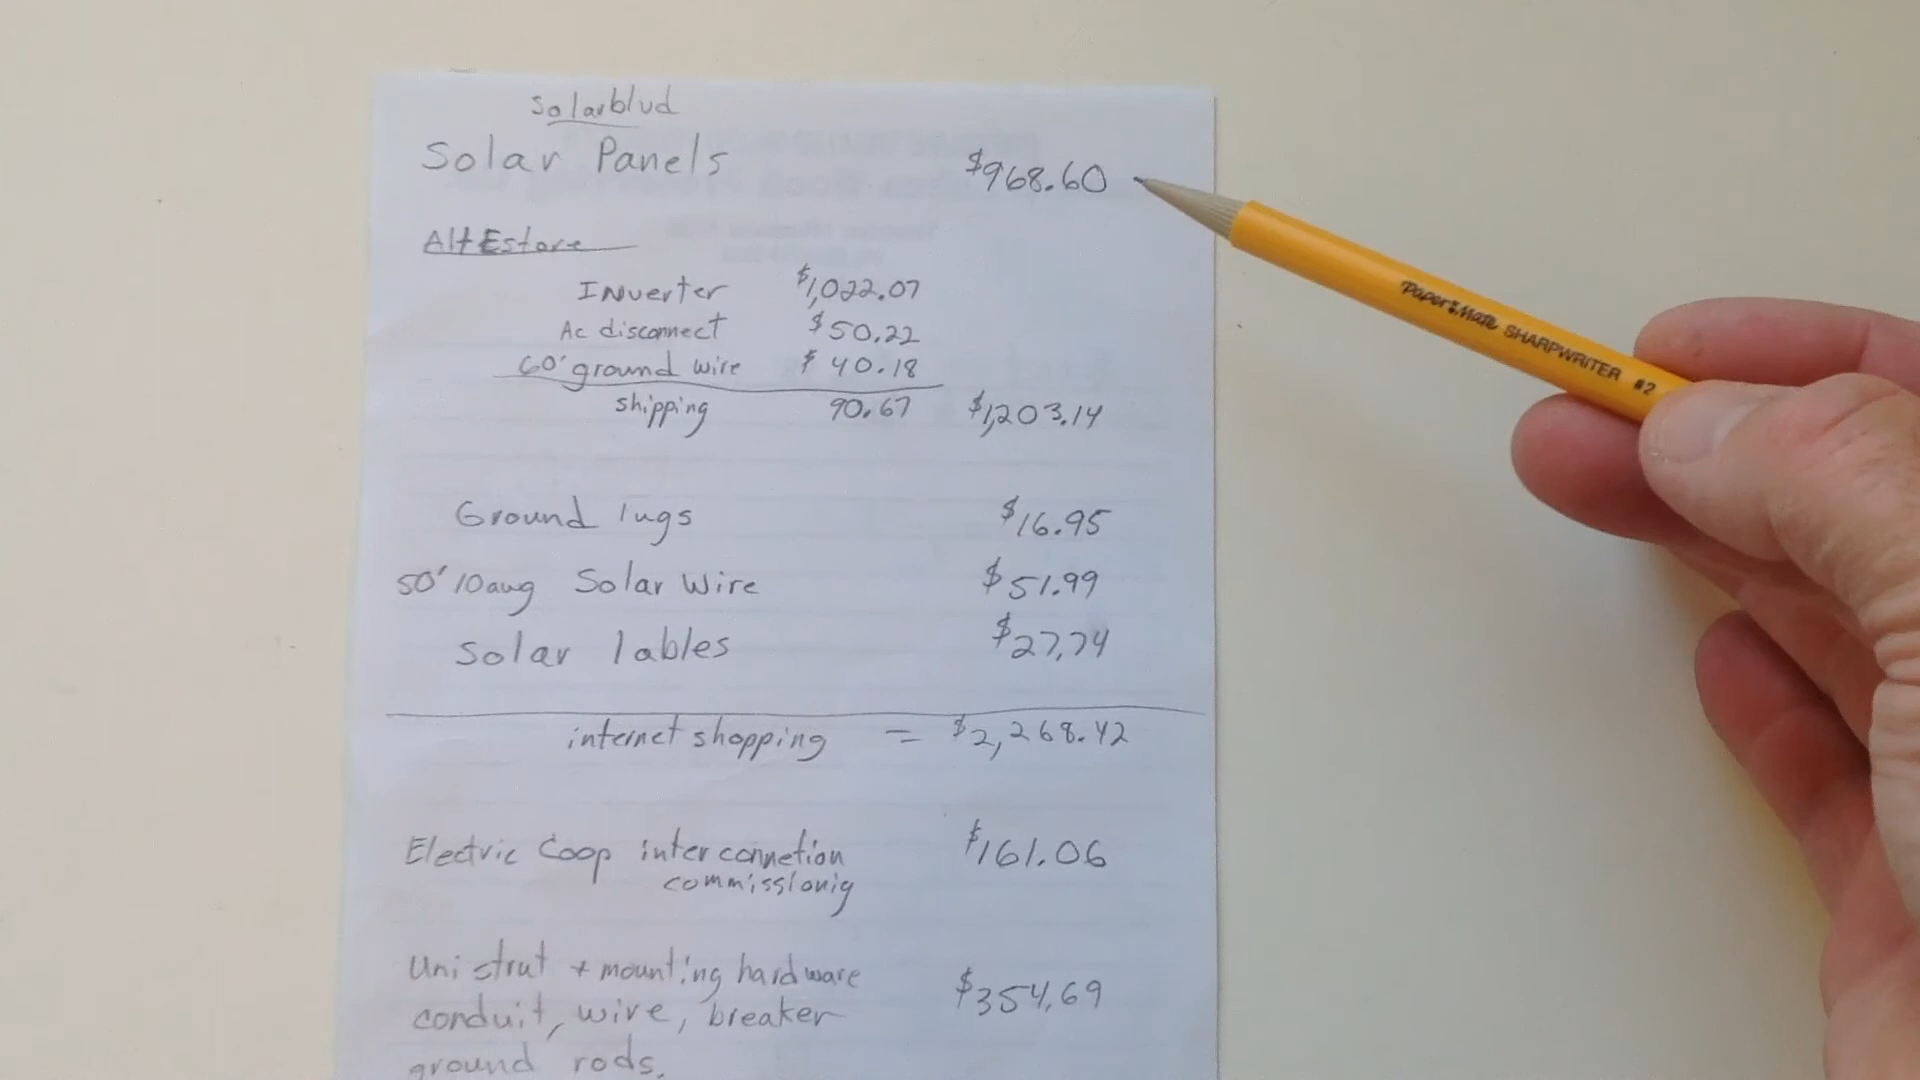 Solarblvd
Solar Panels $968.60
AltEstore
Inverter $1,022.07
Ac disconnect $50.22
60' ground wire $40.18
shipping 90.67 $1,203.14
Ground lugs $16.95
50' 10awg Solar Wire $51.99
Solar lables $27.74
internet shopping = $2,268.42
Electric Coop interconnetion $161.06
commissionig
Uni strut + mounting hardware
conduit, wire, breaker $354.69
ground rods.
Paper Mate SHARPWRITER #2